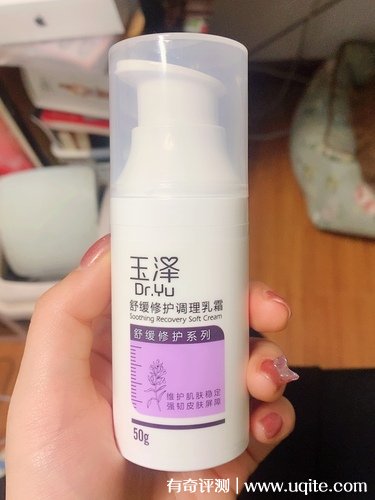 玉泽
Dr.Yu
舒缓修护调理乳霜
Soothing Recovery Soft Cream
舒缓修护系列
维护肌肤稳定
强韧皮肤屏障
50g
有奇评测｜www.uqite.com